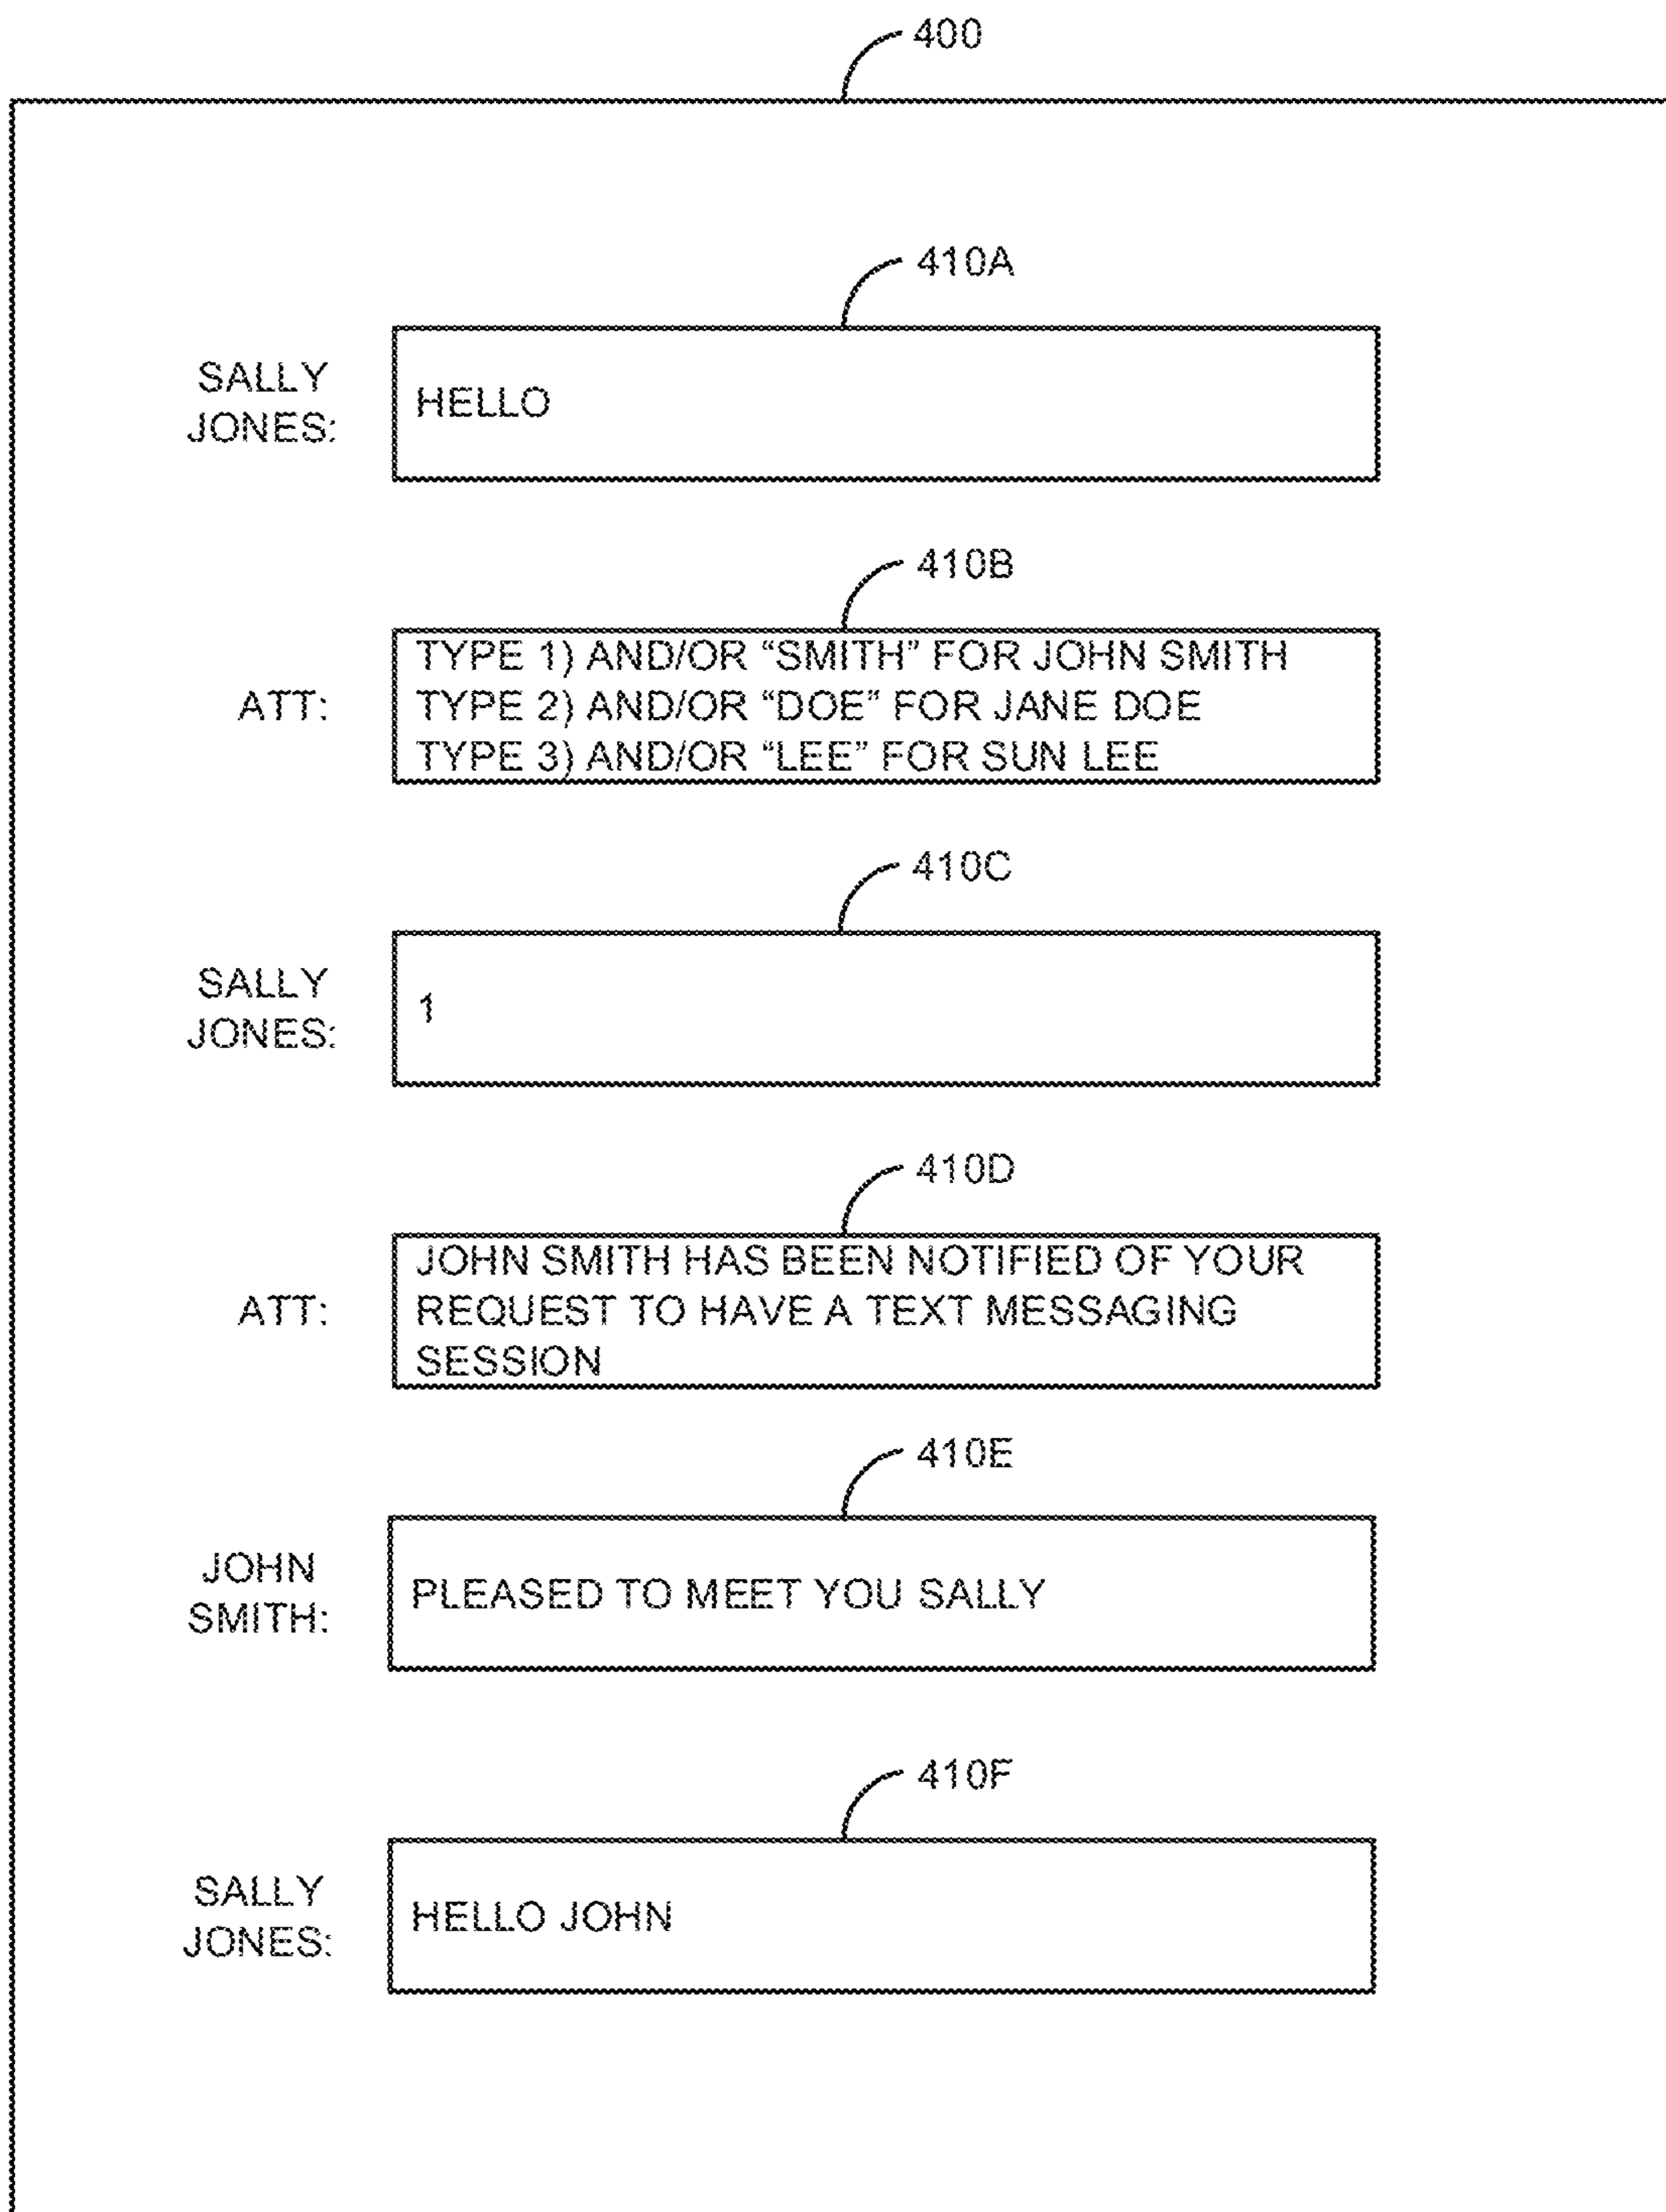 400
410A
SALLY
JONES:
HELLO
410B
ATT:
TYPE 1) AND/OR “SMITH” FOR JOHN SMITH
TYPE 2) AND/OR “DOE” FOR JANE DOE
TYPE 3) AND/OR “LEE” FOR SUN LEE
410C
SALLY
JONES:
1
410D
ATT:
JOHN SMITH HAS BEEN NOTIFIED OF YOUR
REQUEST TO HAVE A TEXT MESSAGING
SESSION
410E
JOHN
SMITH:
PLEASED TO MEET YOU SALLY
410F
SALLY
JONES:
HELLO JOHN